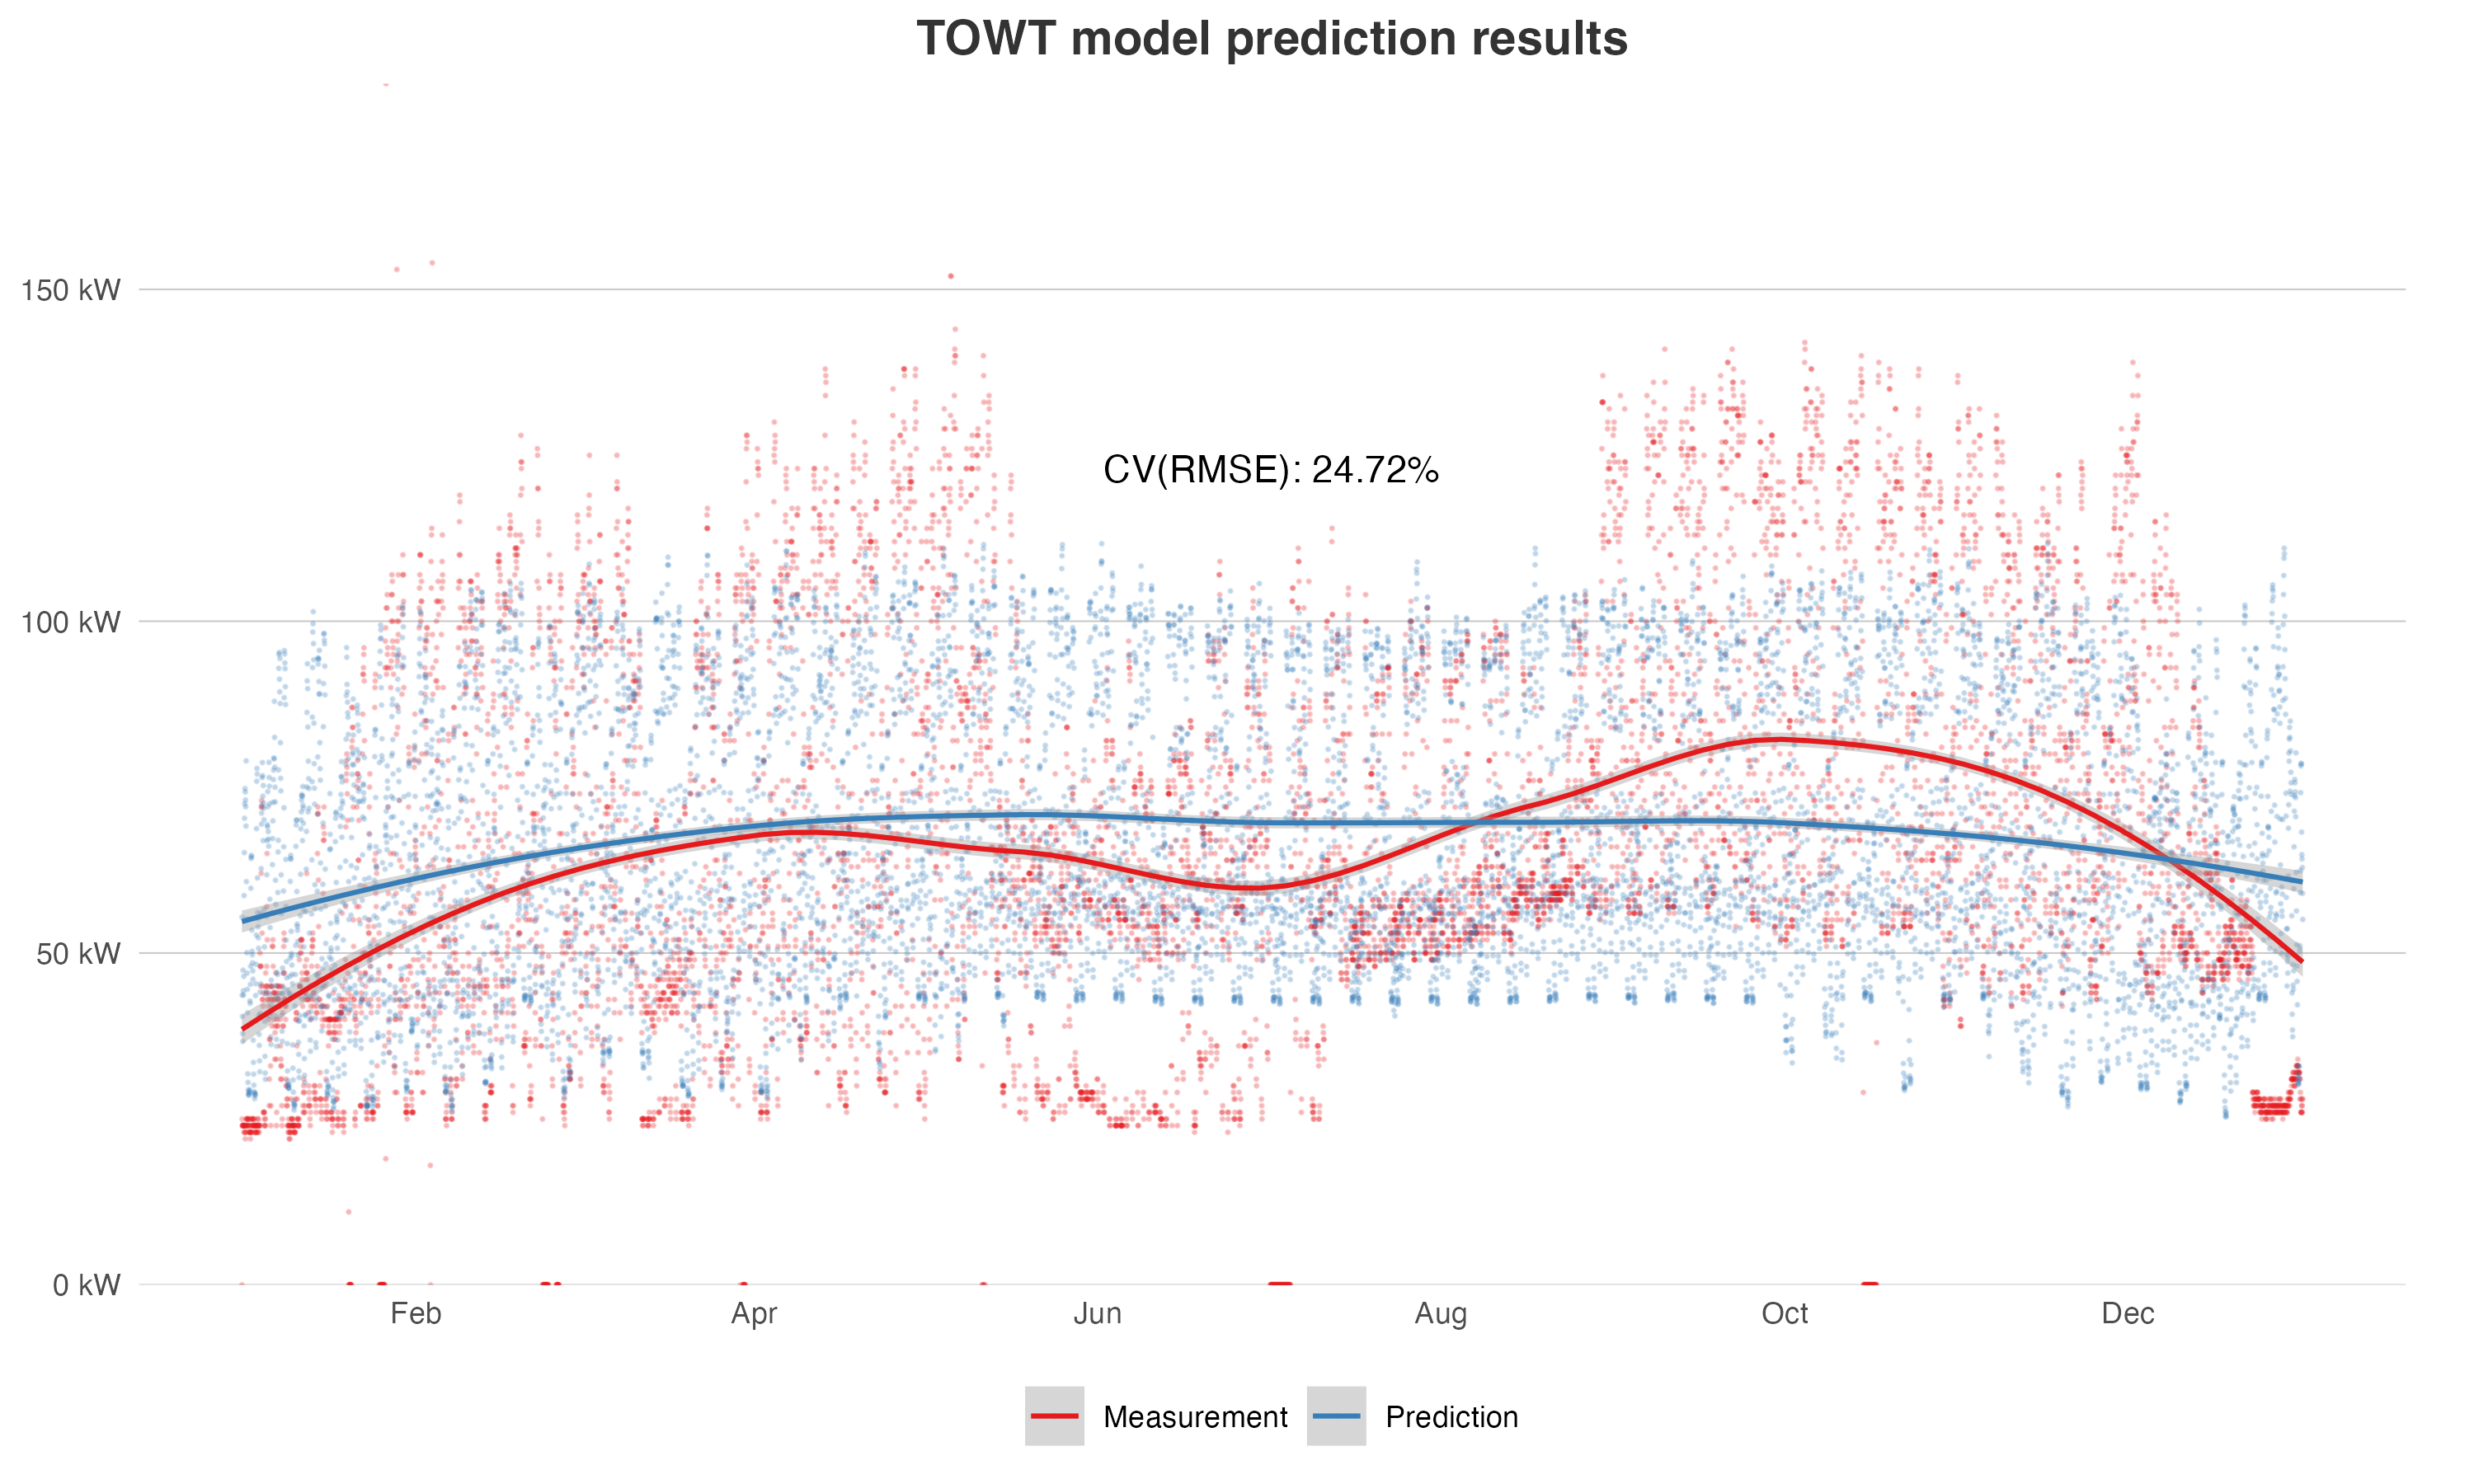 TOWT model prediction results
150 kW
CV(RMSE): 24.72%
100 kW
50 kW
0 kW
Feb Apr Jun Aug Oct Dec
Measurement Prediction